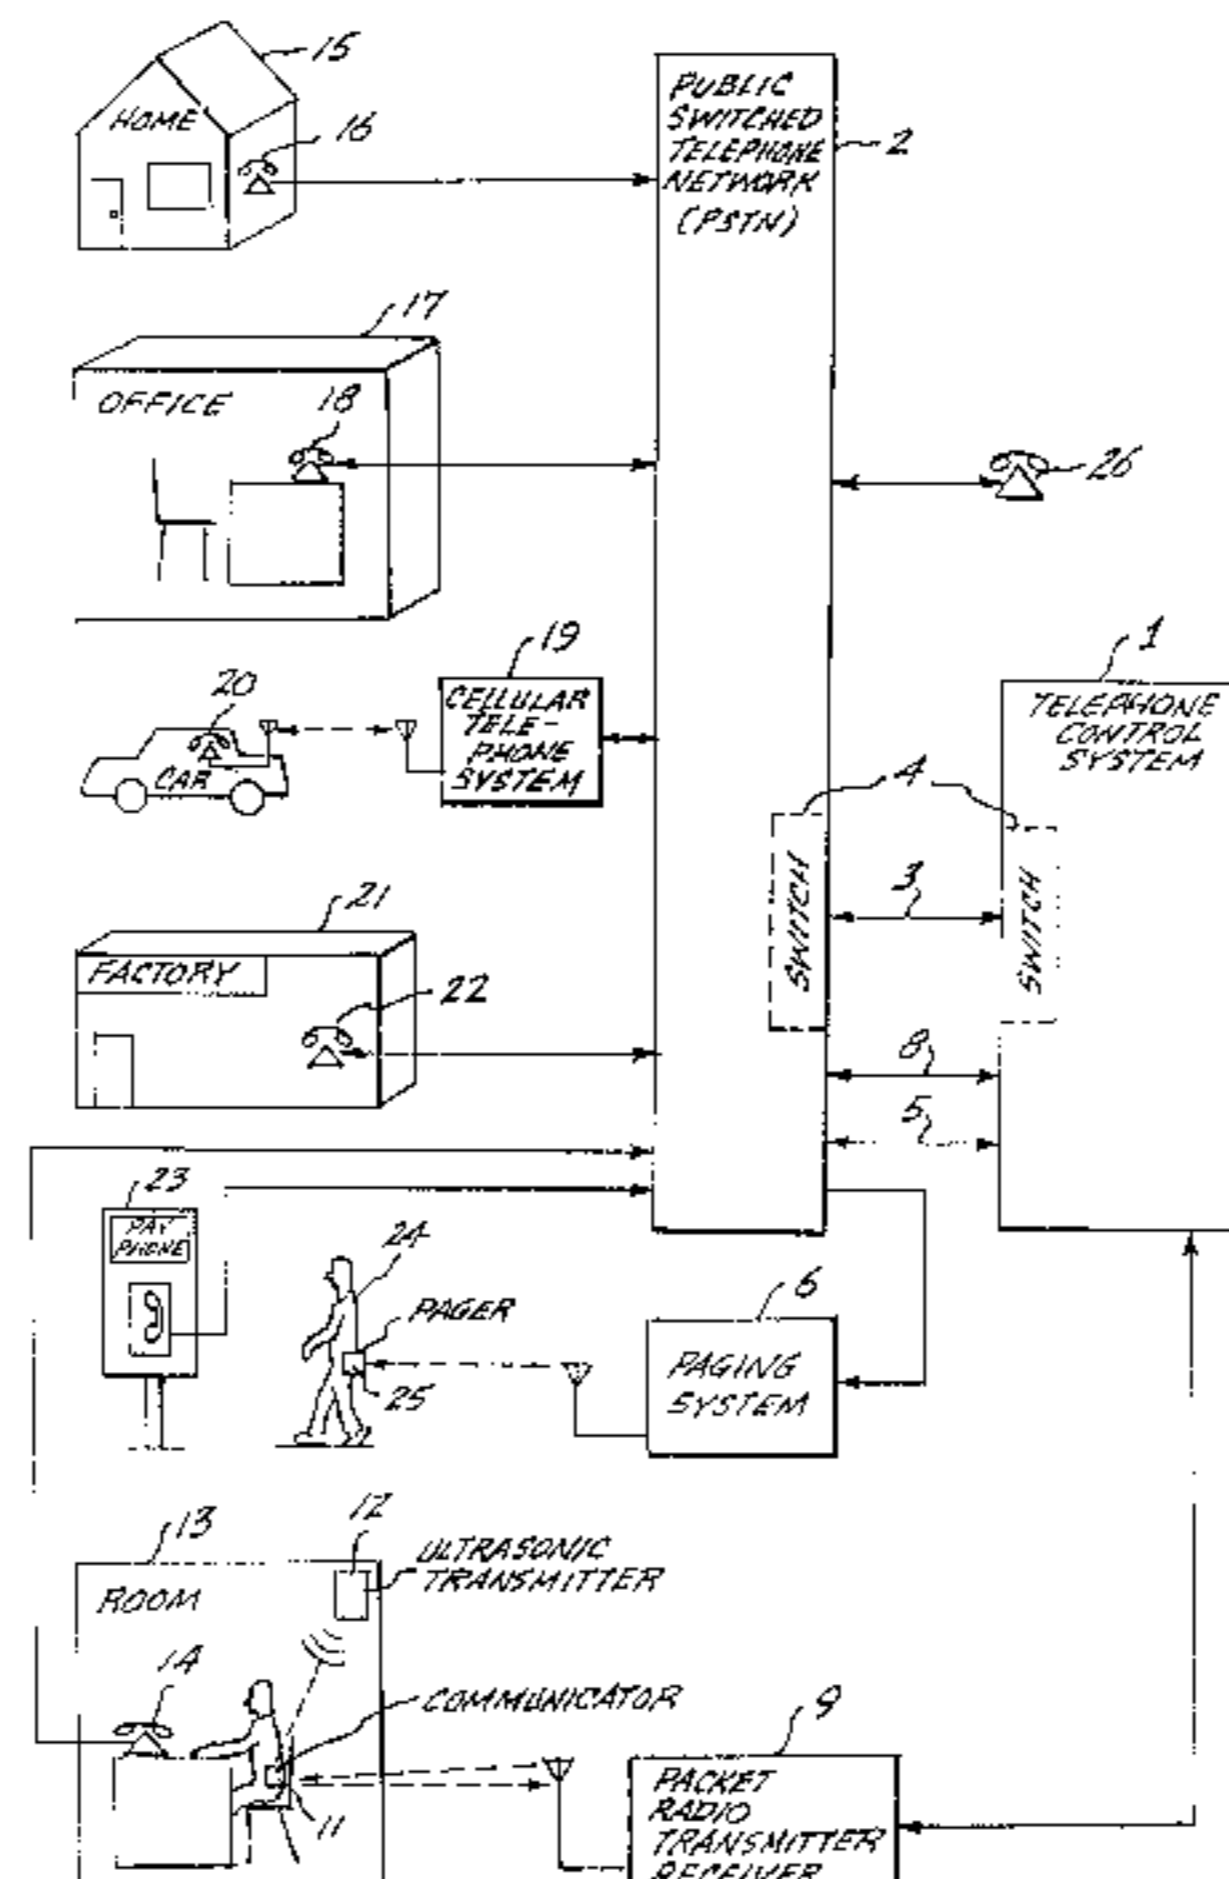 15
HOME
16
PUBLIC
SWITCHED
TELEPHONE
NETWORK
(PSTN)
2
17
OFFICE
18
26
19
20
CAR
CELLULAR
TELE-
PHONE
SYSTEM
1
TELEPHONE
CONTROL
SYSTEM
4
SWITCH
3
SWITCH
21
FACTORY
22
8
5
23
PAY
PHONE
24
PAGER
25
6
PAGING
SYSTEM
13
ROOM
12
ULTRASONIC
TRANSMITTER
14
COMMUNICATOR
11
9
PACKET
RADIO
TRANSMITTER
RECEIVER